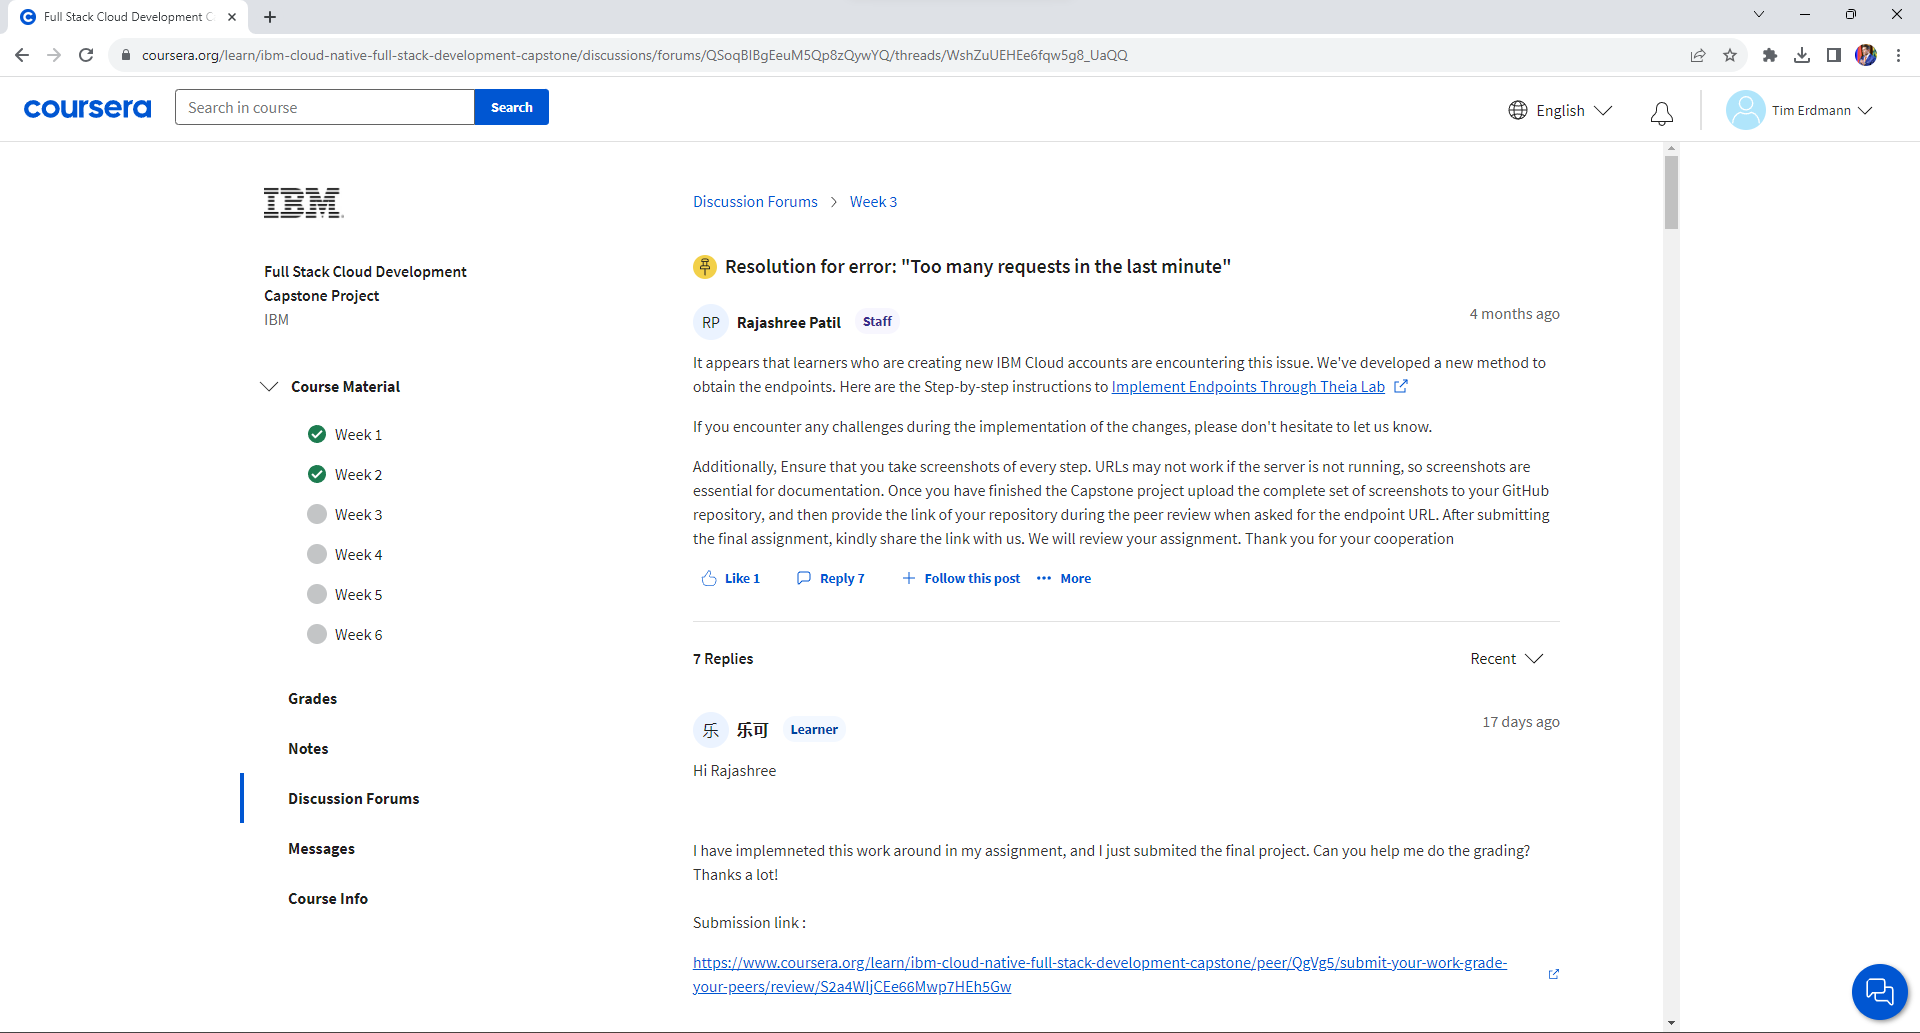 Full Stack Cloud Development C
coursera.org/learn/ibm-cloud-native-full-stack-development-capstone/discussions/forums/QSoqBIBgEeuM5Qp8zQywYQ/threads/WshZuUEHEe6fqw5g8_UaQQ
coursera
Search in course
Search
English
Tim Erdmann
IBM
Full Stack Cloud Development
Capstone Project
IBM
Course Material
Week 1
Week 2
Week 3
Week 4
Week 5
Week 6
Grades
Notes
Discussion Forums
Messages
Course Info
Discussion Forums > Week 3
Resolution for error: "Too many requests in the last minute"
RP Rajashree Patil Staff
4 months ago
It appears that learners who are creating new IBM Cloud accounts are encountering this issue. We've developed a new method to
obtain the endpoints. Here are the Step-by-step instructions to Implement Endpoints Through Theia Lab
If you encounter any challenges during the implementation of the changes, please don't hesitate to let us know.
Additionally, Ensure that you take screenshots of every step. URLs may not work if the server is not running, so screenshots are
essential for documentation. Once you have finished the Capstone project upload the complete set of screenshots to your GitHub
repository, and then provide the link of your repository during the peer review when asked for the endpoint URL. After submitting
the final assignment, kindly share the link with us. We will review your assignment. Thank you for your cooperation
Like 1 Reply 7 Follow this post More
7 Replies
Recent
乐 乐可 Learner
17 days ago
Hi Rajashree
I have implemneted this work around in my assignment, and I just submited the final project. Can you help me do the grading?
Thanks a lot!
Submission link :
https://www.coursera.org/learn/ibm-cloud-native-full-stack-development-capstone/peer/QgVg5/submit-your-work-grade-
your-peers/review/S2a4WIjCEe66Mwp7HEh5Gw